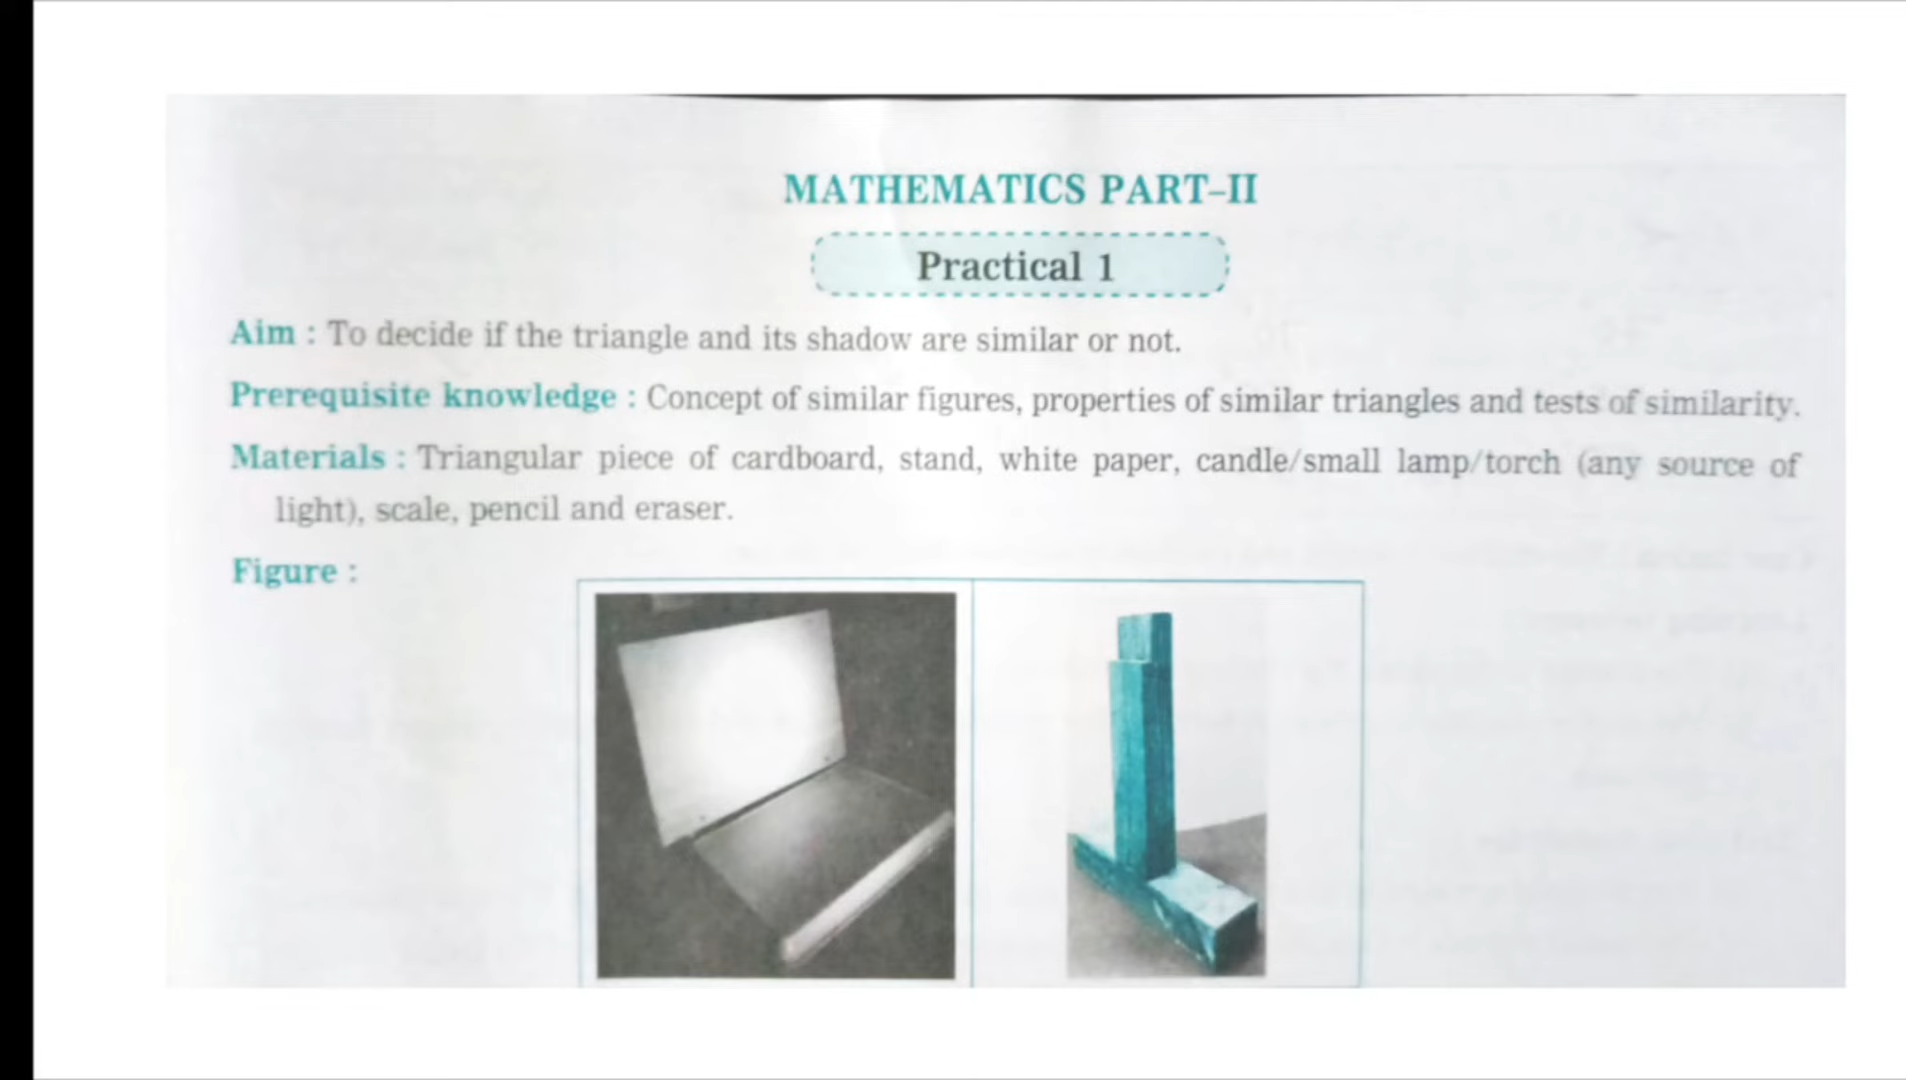 MATHEMATICS PART–II
Practical 1
Aim : To decide if the triangle and its shadow are similar or not.
Prerequisite knowledge : Concept of similar figures, properties of similar triangles and tests of similarity.
Materials : Triangular piece of cardboard, stand, white paper, candle/small lamp/torch (any source of
light), scale, pencil and eraser.
Figure :